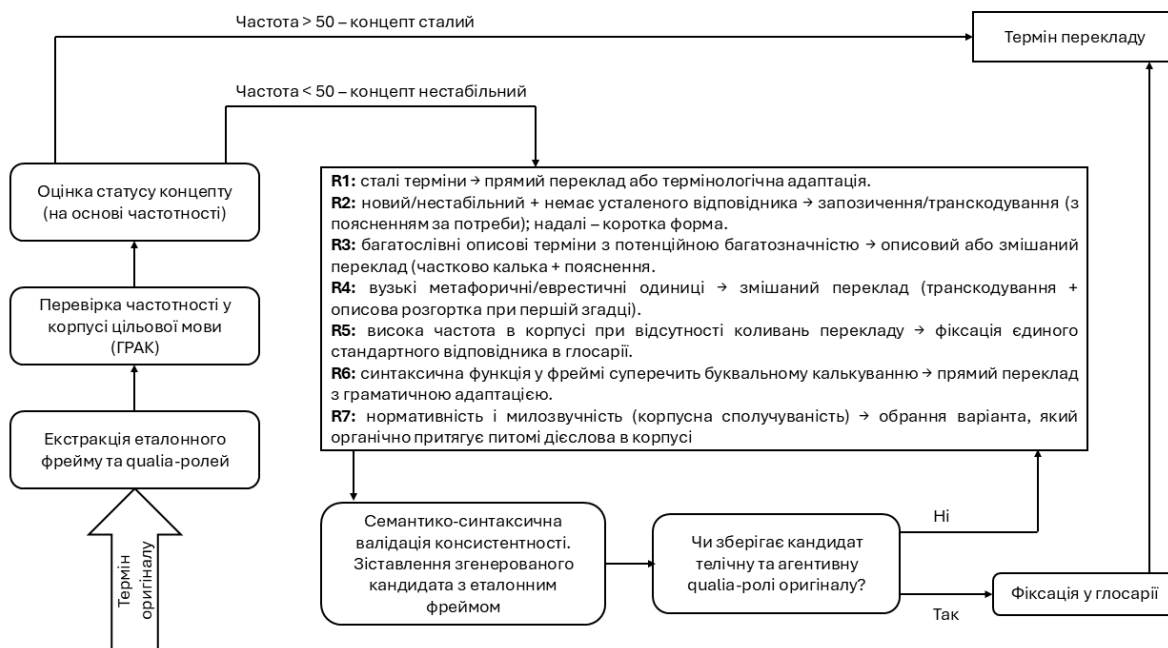 Частота > 50 – концепт сталий
Термін перекладу
Частота < 50 – концепт нестабільний
Оцінка статусу концепту
(на основі частотності)
Перевірка частотності у
корпусі цільової мови
(ГРАК)
Екстракція еталонного
фрейму та qualia-ролей
Термін
оригіналу
R1: сталі терміни → прямий переклад або термінологічна адаптація.
R2: новий/нестабільний + немає усталеного відповідника → запозичення/транскодування (з
поясненням за потреби); надалі – коротка форма.
R3: багатослівні описові терміни з потенційною багатозначністю → описовий або змішаний
переклад (частково калька + пояснення.
R4: вузькі метафоричні/евреcтичні одиниці → змішаний переклад (транскодування +
описова розгортка при першій згадці).
R5: висока частота в корпусі при відсутності коливань перекладу → фіксація єдиного
стандартного відповідника в глосарії.
R6: синтаксична функція у фреймі суперечить буквальному калькуванню → прямий переклад
з граматичною адаптацією.
R7: нормативність і милозвучність (корпусна сполучуваність) → обрання варіанта, який
органічно притягує питомі дієслова в корпусі
Семантико-синтаксична
валідація консистентності.
Зіставлення згенерованого
кандидата з еталонним
фреймом
Чи зберігає кандидат
телічну та агентивну
qualia-ролі оригіналу?
Ні
Так
Фіксація у глосарії